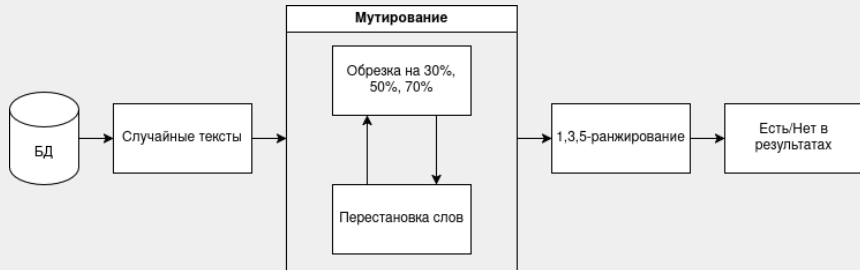 Мутирование
Обрезка на 30%,
50%, 70%
БД
Случайные тексты
1,3,5-ранжирование
Есть/Нет в
результатах
Перестановка слов